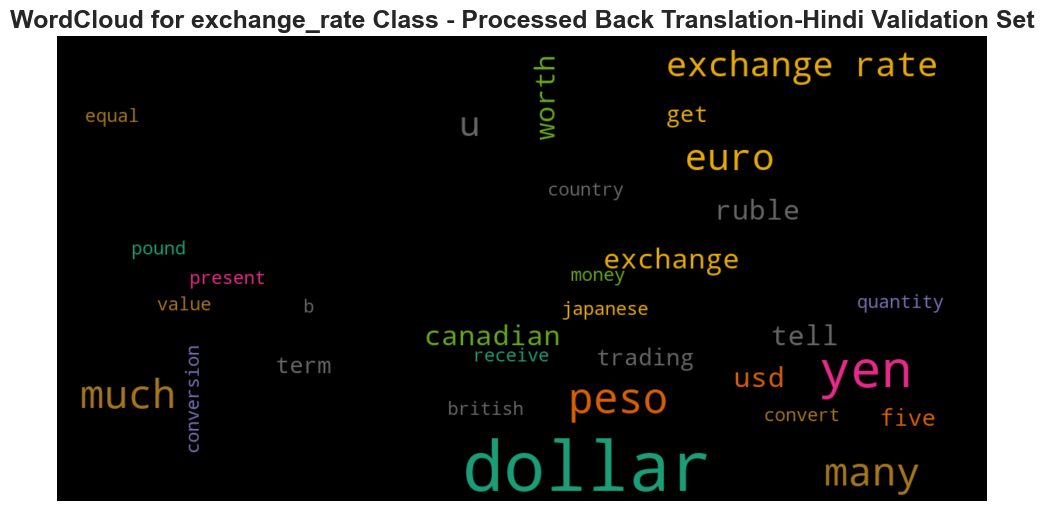 WordCloud for exchange_rate Class - Processed Back Translation-Hindi Validation Set
exchange rate
worth
equal
get
u
euro
country
ruble
pound
exchange
present
money
value
b
japanese
quantity
canadian
tell
receive
trading
term
conversion
yen
usd
much
peso
british
convert
five
dollar
many